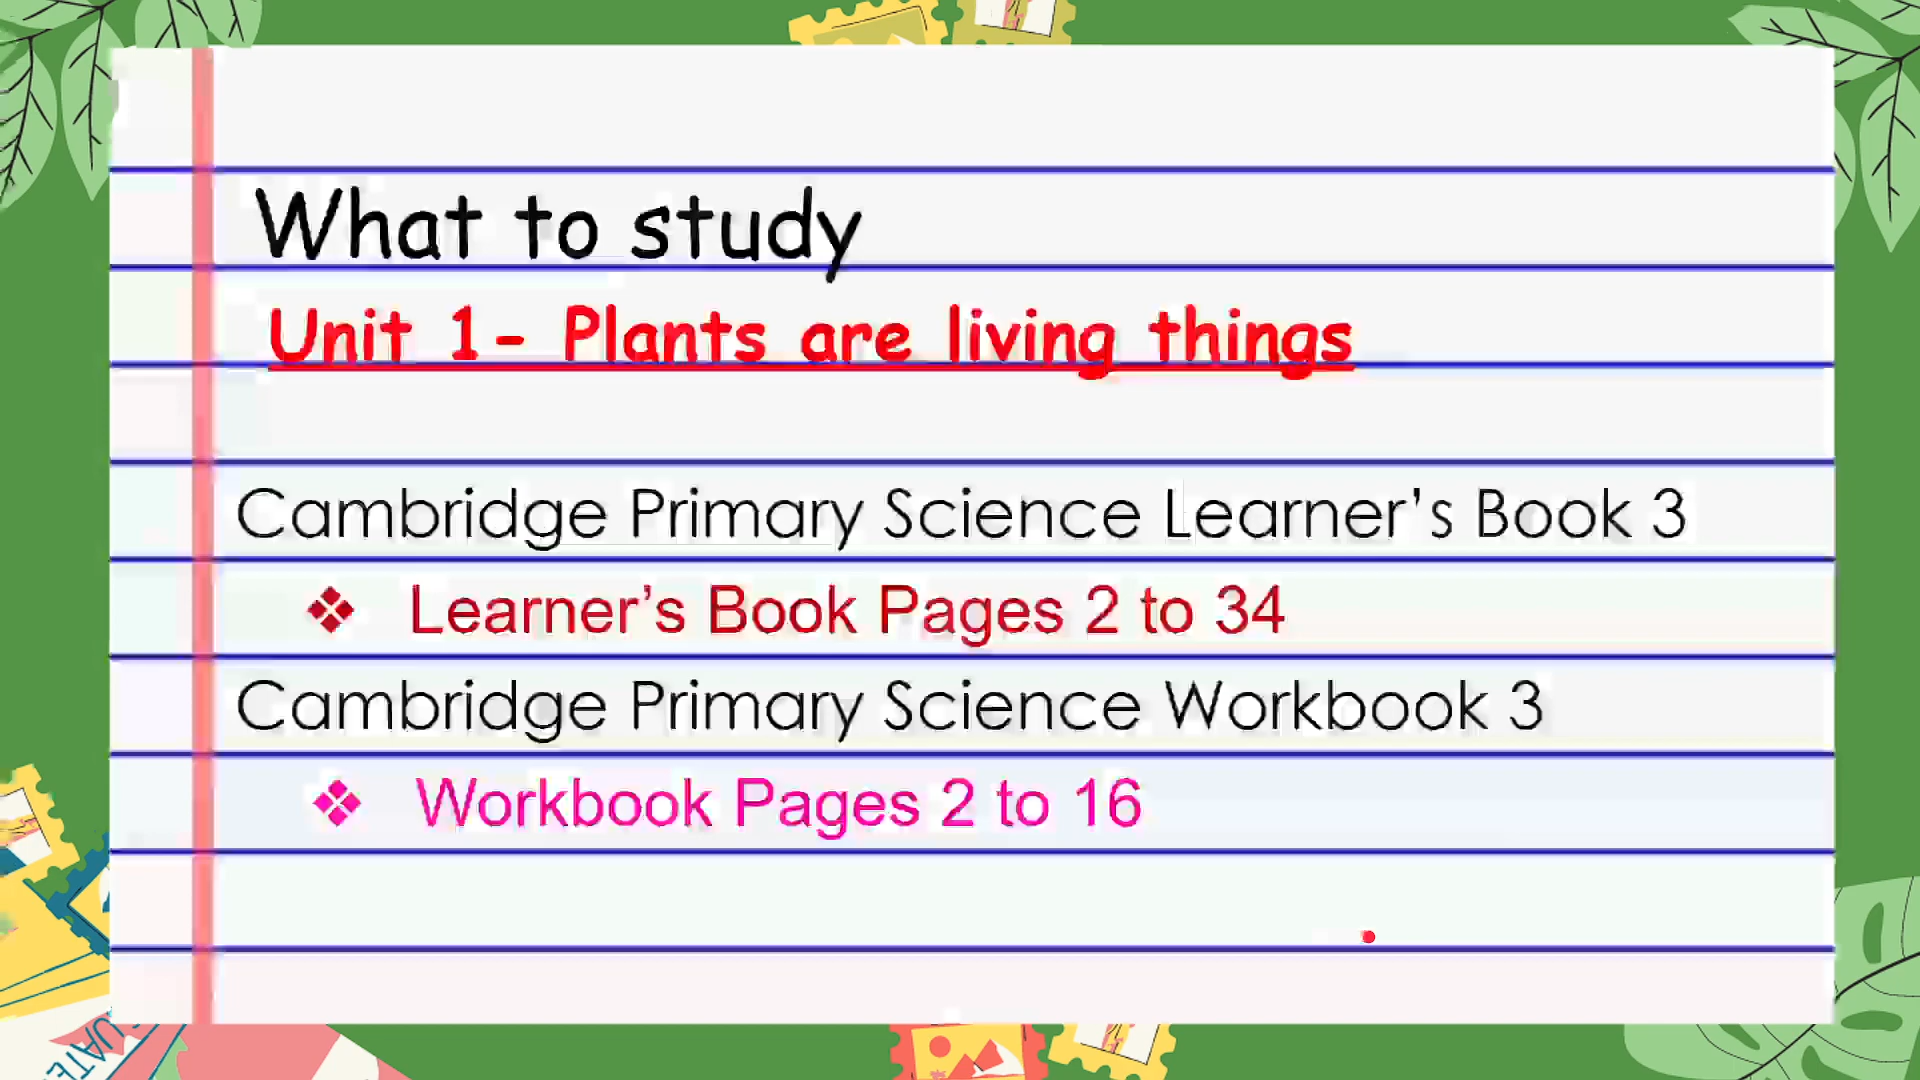 What to study
Unit 1- Plants are living things
Cambridge Primary Science Learner’s Book 3
❖ Learner’s Book Pages 2 to 34
Cambridge Primary Science Workbook 3
❖ Workbook Pages 2 to 16